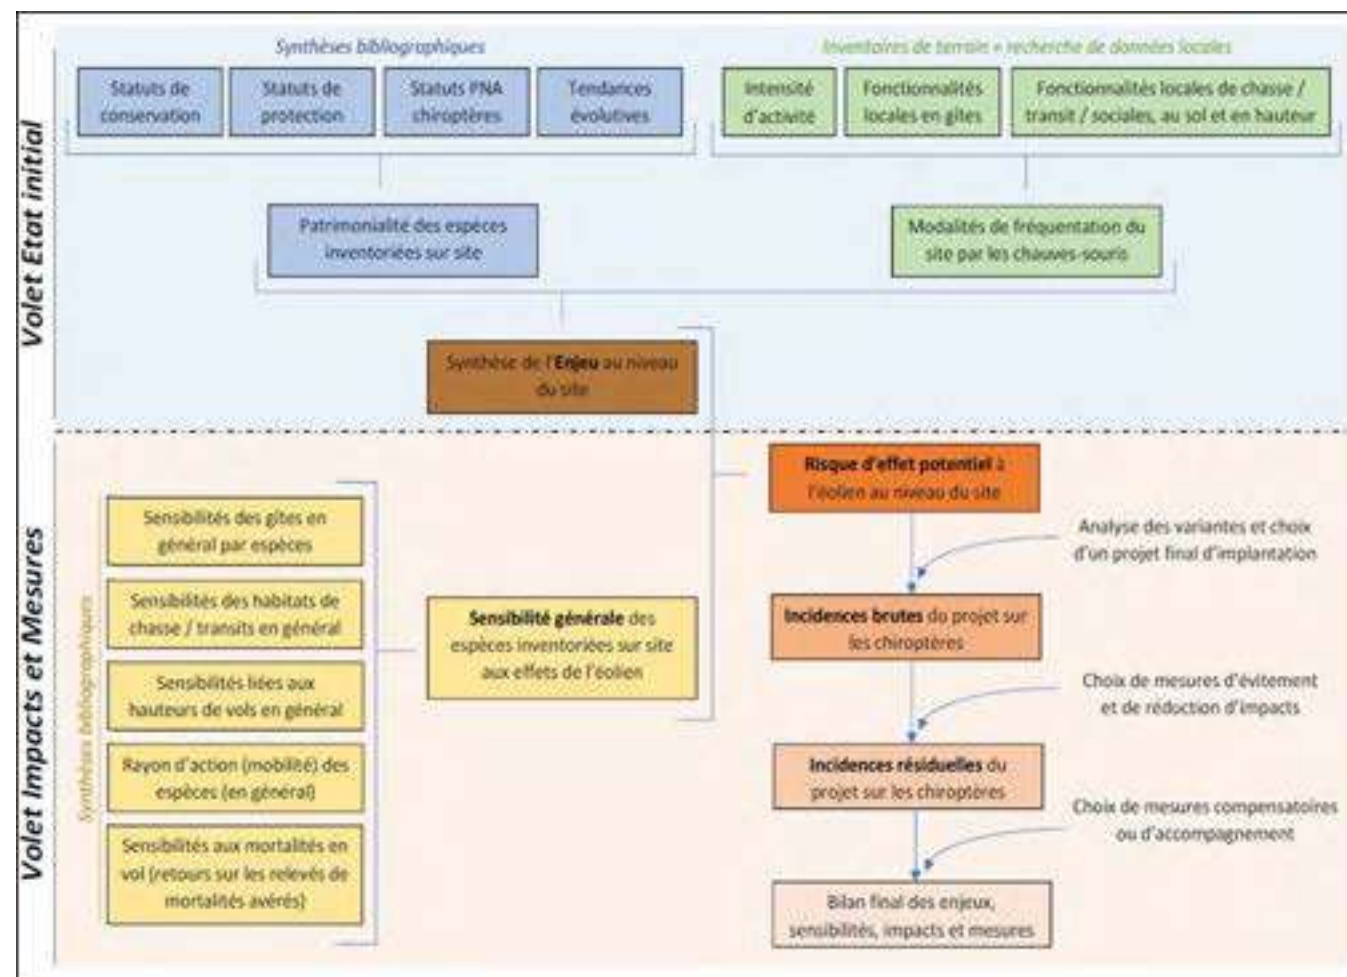 Volet Etat initial
Synthèses bibliographiques
Statuts de
conservation
Statuts de
protection
Statuts PNA
chiroptères
Tendances
évolutives
Inventaires de terrain + recherche de données locales
Intensité
d'activité
Fonctionnalités
locales en gîtes
Fonctionnalités locales de chasse /
transit / sociales, au sol et en hauteur
Patrimonialité des espèces
inventoriées sur site
Modalités de fréquentation du
site par les chauves-souris
Synthèse de l'Enjeu au niveau
du site
Volet Impacts et Mesures
Synthèses bibliographiques
Sensibilités des gîtes en
général par espèces
Sensibilités des habitats de
chasse / transits en général
Sensibilités liées aux
hauteurs de vols en général
Rayon d'action (mobilité) des
espèces (en général)
Sensibilités aux mortalités en
vol (retours sur les relevés de
mortalités avérés)
Sensibilité générale des
espèces inventoriées sur site
aux effets de l'éolien
Risque d'effet potentiel à
l'éolien au niveau du site
Analyse des variantes et choix
d'un projet final d'implantation
Incidences brutes du projet sur
les chiroptères
Choix de mesures d'évitement
et de réduction d'impacts
Incidences résiduelles du
projet sur les chiroptères
Choix de mesures compensatoires
ou d'accompagnement
Bilan final des enjeux,
sensibilités, impacts et mesures